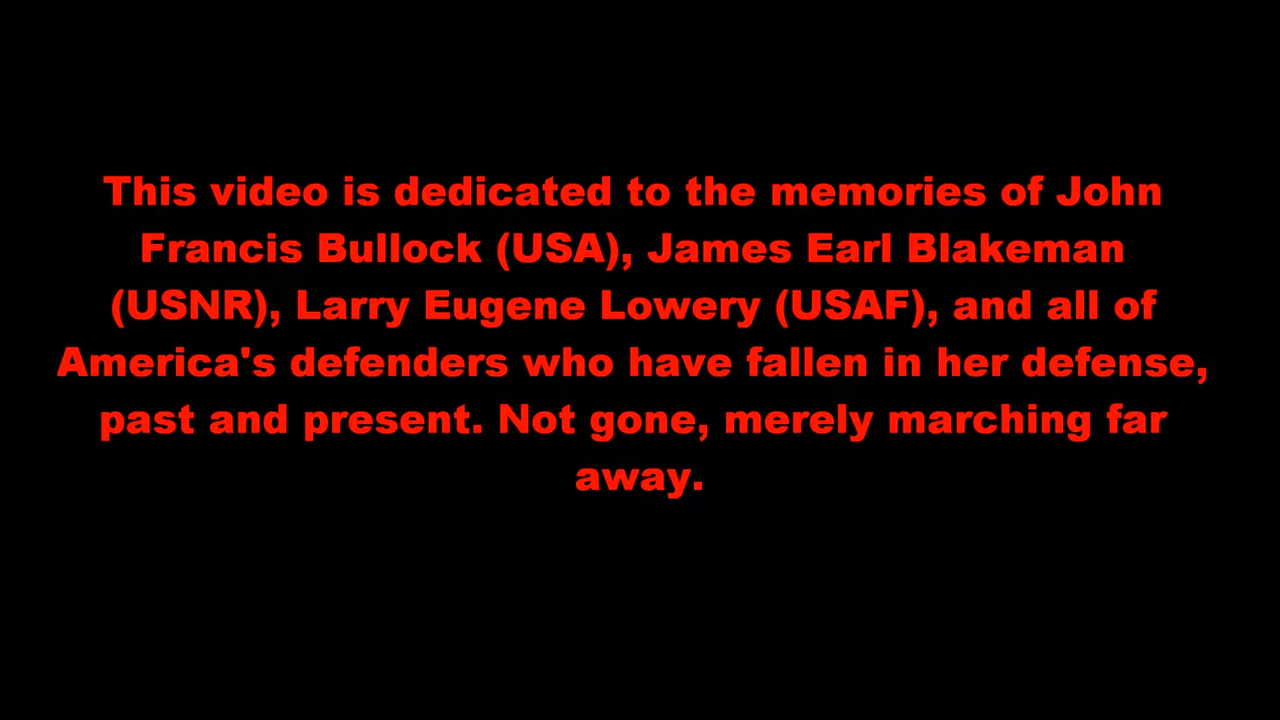 This video is dedicated to the memories of John
Francis Bullock (USA), James Earl Blakeman
(USNR), Larry Eugene Lowery (USAF), and all of
America's defenders who have fallen in her defense,
past and present. Not gone, merely marching far
away.